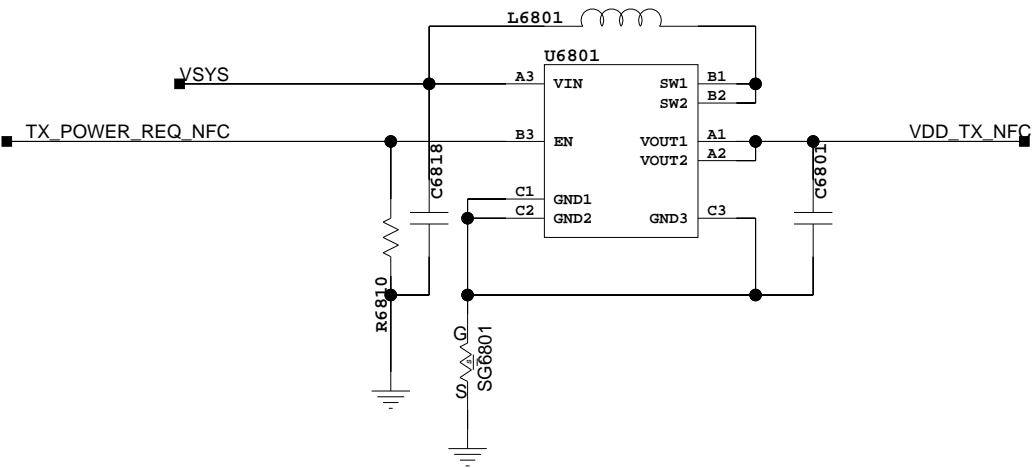 L6801
U6801
VSYS
A3
VIN
SW1
B1
SW2
B2
TX_POWER_REQ_NFC
B3
EN
VOUT1
A1
VDD_TX_NFC
VOUT2
A2
C6818
C6801
C1
GND1
C2
GND2
GND3
C3
R6810
G
SG6801
S